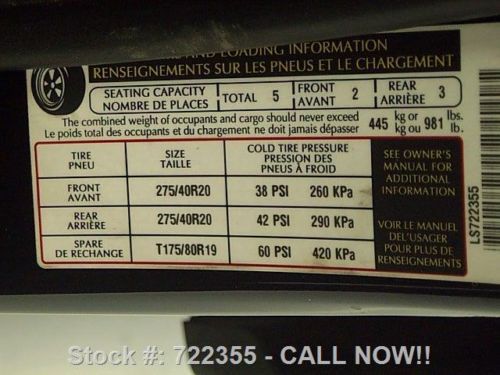 AND LOADING INFORMATION
RENSEIGNEMENTS SUR LES PNEUS ET LE CHARGEMENT
SEATING CAPACITY
NOMBRE DE PLACES
TOTAL 5
FRONT
AVANT 2
REAR
ARRIÈRE 3
The combined weight of occupants and cargo should never exceed 445 kg or 981 lbs.
Le poids total des occupants et du chargement ne doit jamais dépasser kg ou lb.
TIRE
PNEU
SIZE
TAILLE
COLD TIRE PRESSURE
PRESSION DES
PNEUS À FROID
FRONT
AVANT
275/40R20
38 PSI 260 KPa
REAR
ARRIÈRE
275/40R20
42 PSI 290 KPa
SPARE
DE RECHANGE
T175/80R19
60 PSI 420 KPa
SEE OWNER'S
MANUAL FOR
ADDITIONAL
INFORMATION
VOIR LE MANUEL
DEL'USAGER
POUR PLUS DE
RENSEIGNEMENTS
LS722355
Stock #: 722355 - CALL NOW!!